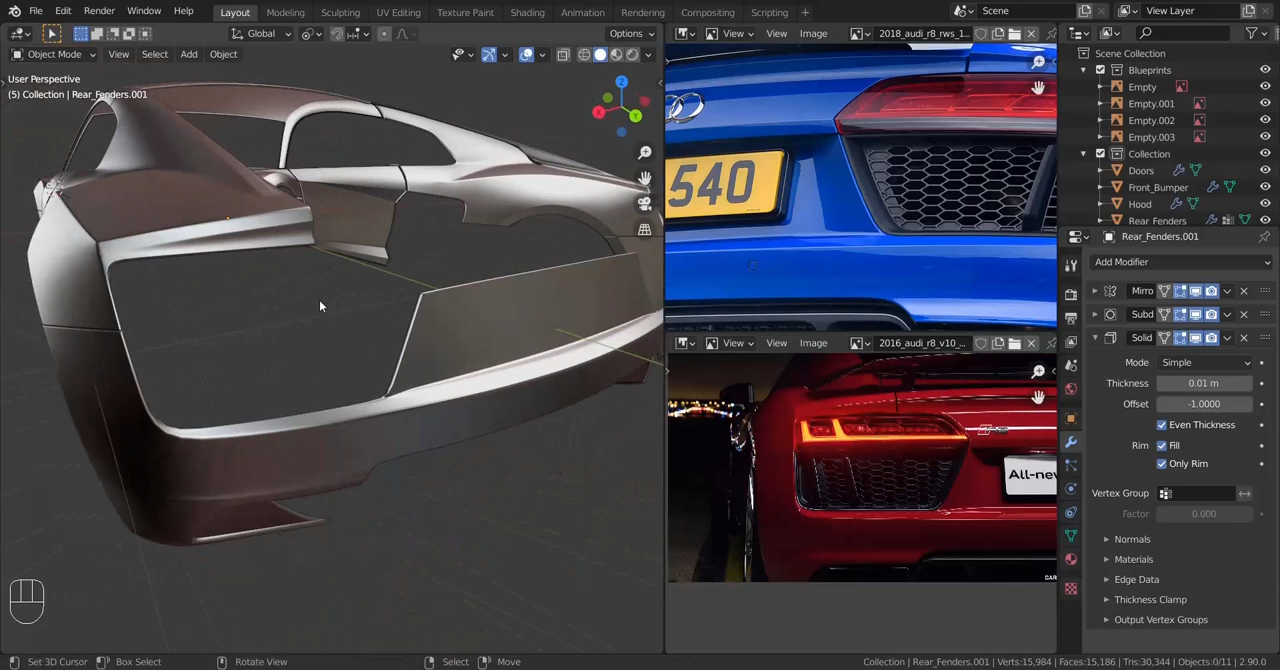 File Edit Render Window Help Layout Modeling Sculpting UV Editing Texture Paint Shading Animation Rendering Compositing Scripting + Scene View Layer
Global Options View View Image 2018_audi_r8_rws_1...
Object Mode View Select Add Object
User Perspective
(5) Collection | Rear_Fenders.001
Z
Y
X
540
View View Image 2016_audi_r8_v10_...
All-new
CAR
Scene Collection
Blueprints
Empty
Empty.001
Empty.002
Empty.003
Collection
Doors
Front_Bumper
Hood
Rear Fenders
Rear_Fenders.001
Add Modifier
Mirro
Subd
Solid
Mode Simple
Thickness 0.01 m
Offset -1.0000
Even Thickness
Rim Fill
Only Rim
Vertex Group
Factor 0.000
Normals
Materials
Edge Data
Thickness Clamp
Output Vertex Groups
Set 3D Cursor Box Select Rotate View Select Move Collection | Rear_Fenders.001 | Verts:15,984 | Faces:15,186 | Tris:30,344 | Objects:0/11 | 2.90.0